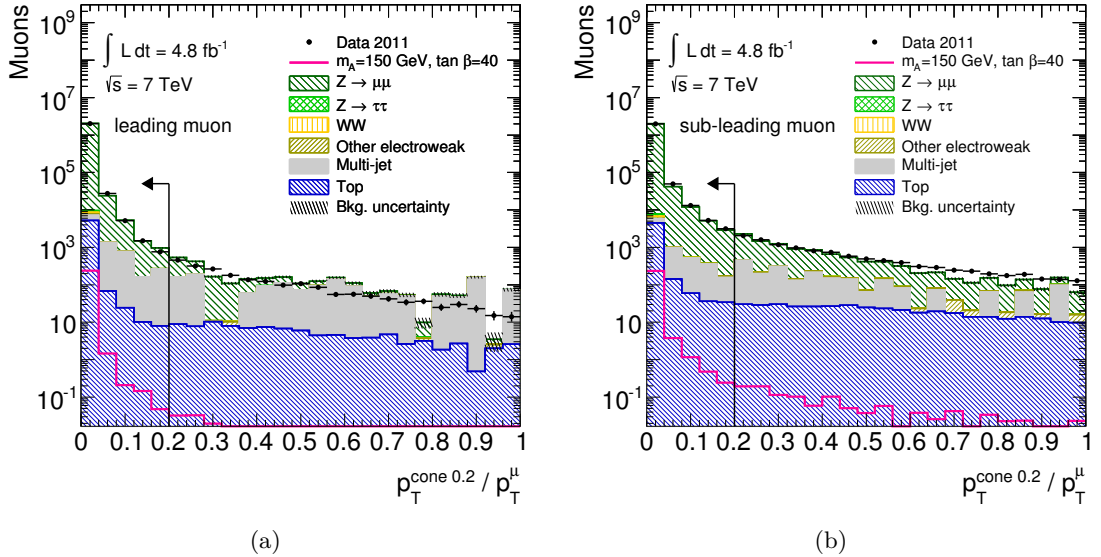 Muons
10⁹
10⁷
10⁵
10³
10
10⁻¹
∫ L dt = 4.8 fb⁻¹
√s = 7 TeV
leading muon
Data 2011
m_A=150 GeV, tan β=40
Z → μμ
Z → ττ
WW
Other electroweak
Multi-jet
Top
Bkg. uncertainty
0 0.1 0.2 0.3 0.4 0.5 0.6 0.7 0.8 0.9 1
p_T^cone 0.2 / p_T^μ
(a)
Muons
10⁹
10⁷
10⁵
10³
10
10⁻¹
∫ L dt = 4.8 fb⁻¹
√s = 7 TeV
sub-leading muon
Data 2011
m_A=150 GeV, tan β=40
Z → μμ
Z → ττ
WW
Other electroweak
Multi-jet
Top
Bkg. uncertainty
0 0.1 0.2 0.3 0.4 0.5 0.6 0.7 0.8 0.9 1
p_T^cone 0.2 / p_T^μ
(b)